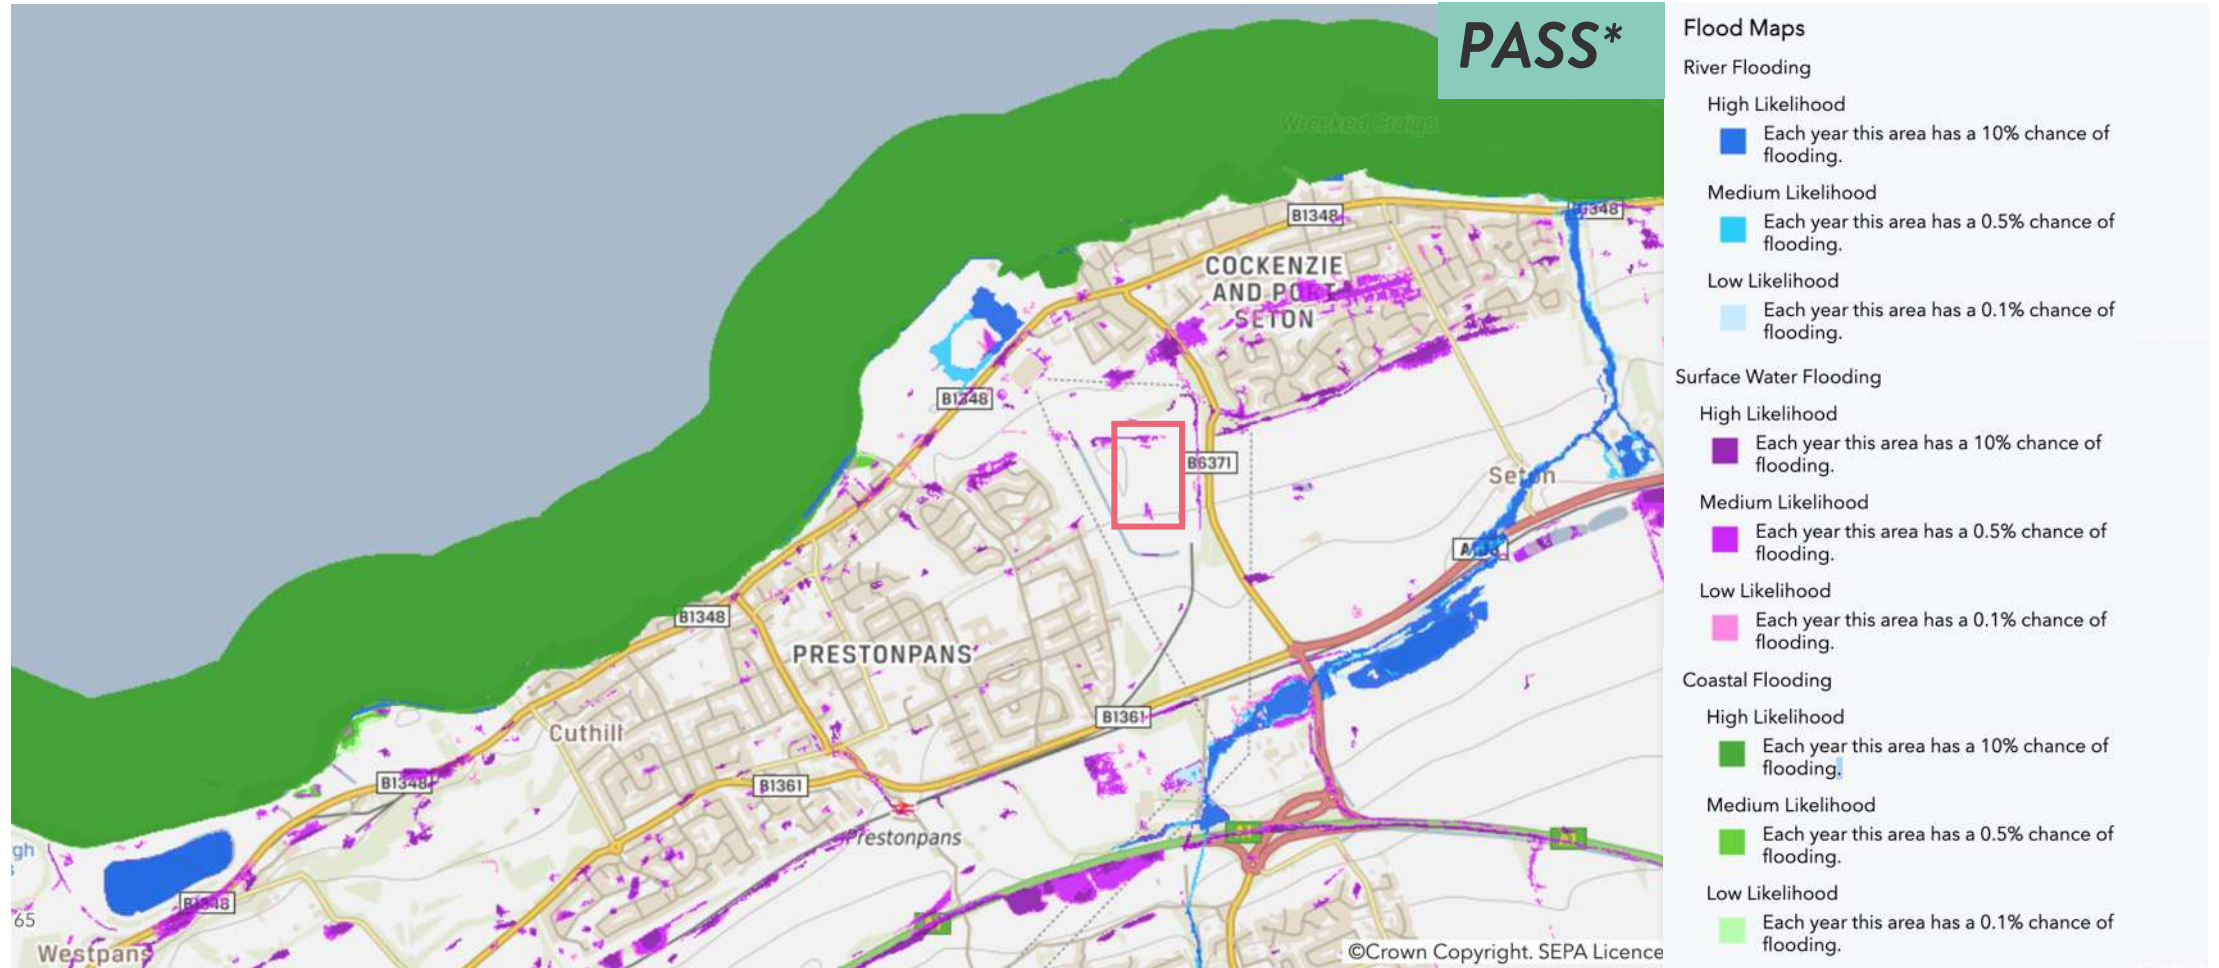 PASS*
Wrecked Craigs
B1348
B1348
COCKENZIE
AND PORT
SETON
B1348
B6371
Seton
B1348
PRESTONPANS
B1361
Cuthill
B1348
B1361
Prestonpans
gh
B1348
65
Westpans
©Crown Copyright. SEPA Licence
Flood Maps
River Flooding
High Likelihood
Each year this area has a 10% chance of
flooding.
Medium Likelihood
Each year this area has a 0.5% chance of
flooding.
Low Likelihood
Each year this area has a 0.1% chance of
flooding.
Surface Water Flooding
High Likelihood
Each year this area has a 10% chance of
flooding.
Medium Likelihood
Each year this area has a 0.5% chance of
flooding.
Low Likelihood
Each year this area has a 0.1% chance of
flooding.
Coastal Flooding
High Likelihood
Each year this area has a 10% chance of
flooding.
Medium Likelihood
Each year this area has a 0.5% chance of
flooding.
Low Likelihood
Each year this area has a 0.1% chance of
flooding.